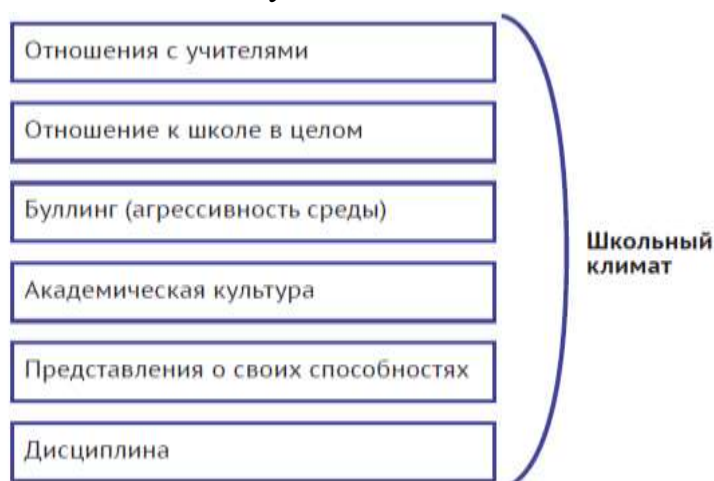 Отношения с учителями
Отношение к школе в целом
Буллинг (агрессивность среды)
Академическая культура
Представления о своих способностях
Дисциплина
Школьный
климат